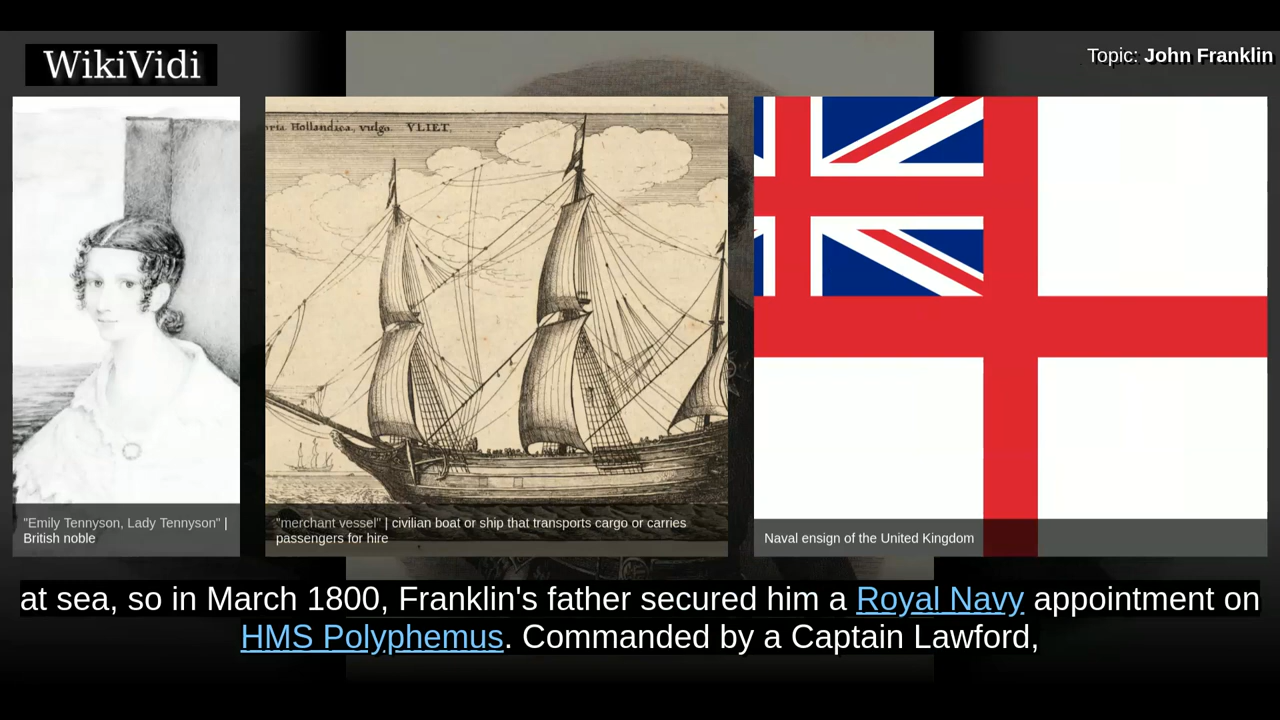 WikiVidi
Topic: John Franklin
Hollandica, vulgo. VLIET,
"Emily Tennyson, Lady Tennyson" |
British noble
"merchant vessel" | civilian boat or ship that transports cargo or carries
passengers for hire
Naval ensign of the United Kingdom
at sea, so in March 1800, Franklin's father secured him a Royal Navy appointment on
HMS Polyphemus. Commanded by a Captain Lawford,